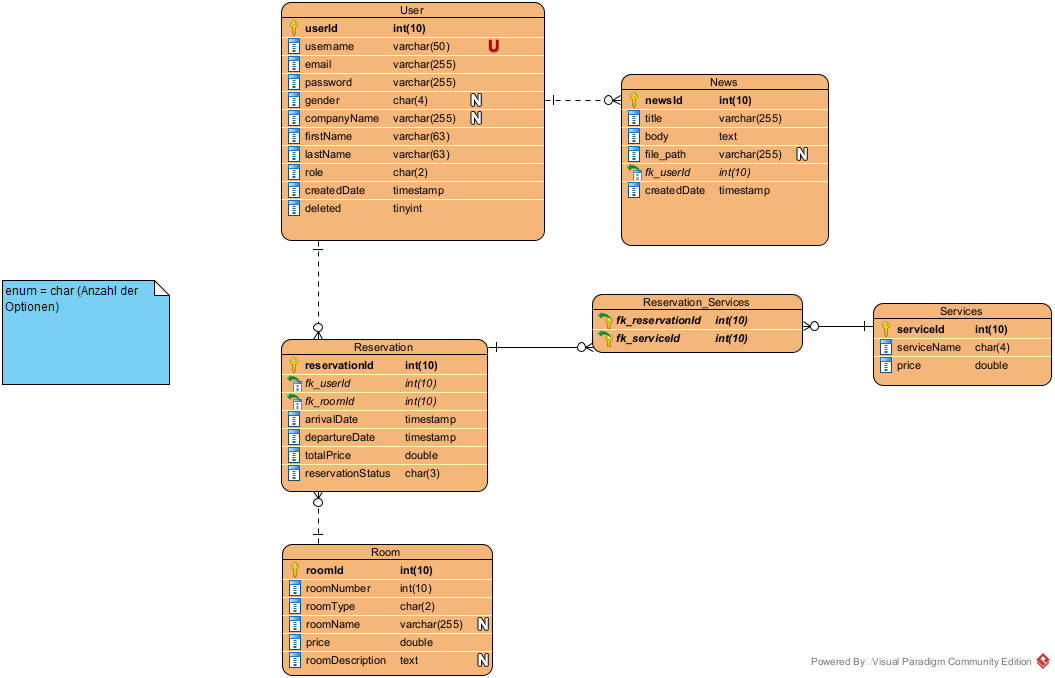 User
userId int(10)
username varchar(50) U
email varchar(255)
password varchar(255)
gender char(4) N
companyName varchar(255) N
firstName varchar(63)
lastName varchar(63)
role char(2)
createdDate timestamp
deleted tinyint
News
newsId int(10)
title varchar(255)
body text
file_path varchar(255) N
fk_userId int(10)
createdDate timestamp
enum = char (Anzahl der
Optionen)
Reservation_Services
fk_reservationId int(10)
fk_serviceId int(10)
Services
serviceId int(10)
serviceName char(4)
price double
Reservation
reservationId int(10)
fk_userId int(10)
fk_roomId int(10)
arrivalDate timestamp
departureDate timestamp
totalPrice double
reservationStatus char(3)
Room
roomId int(10)
roomNumber int(10)
roomType char(2)
roomName varchar(255) N
price double
roomDescription text N
Powered By Visual Paradigm Community Edition